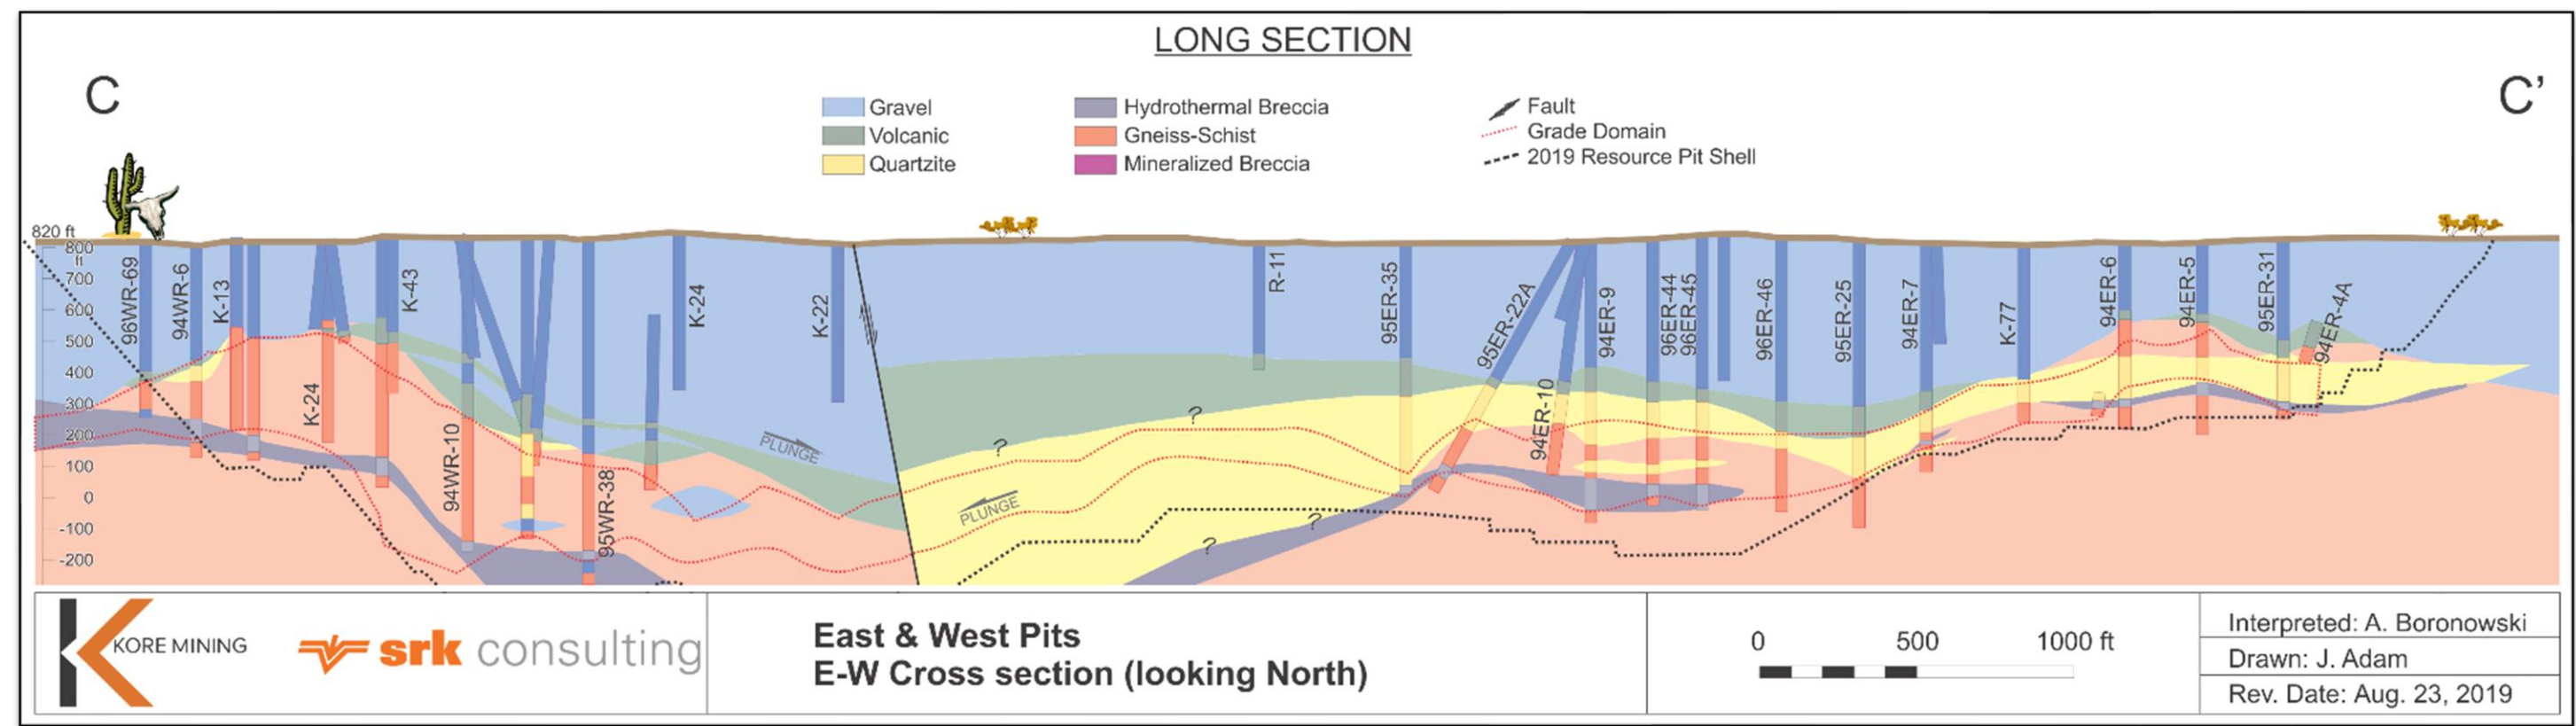 LONG SECTION
C
C’
Gravel
Volcanic
Quartzite
Hydrothermal Breccia
Gneiss-Schist
Mineralized Breccia
Fault
Grade Domain
2019 Resource Pit Shell
820 ft
800
ft
700
600
500
400
300
200
100
0
-100
-200
96WR-69
94WR-6
K-13
K-24
K-43
94WR-10
95WR-38
K-24
K-22
PLUNGE
PLUNGE
?
?
?
?
R-11
95ER-35
95ER-22A
94ER-10
94ER-9
96ER-44
96ER-45
96ER-46
95ER-25
94ER-7
K-77
94ER-6
94ER-5
95ER-31
94ER-4A
KORE MINING
srk consulting
East & West Pits
E-W Cross section (looking North)
0 500 1000 ft
Interpreted: A. Boronowski
Drawn: J. Adam
Rev. Date: Aug. 23, 2019